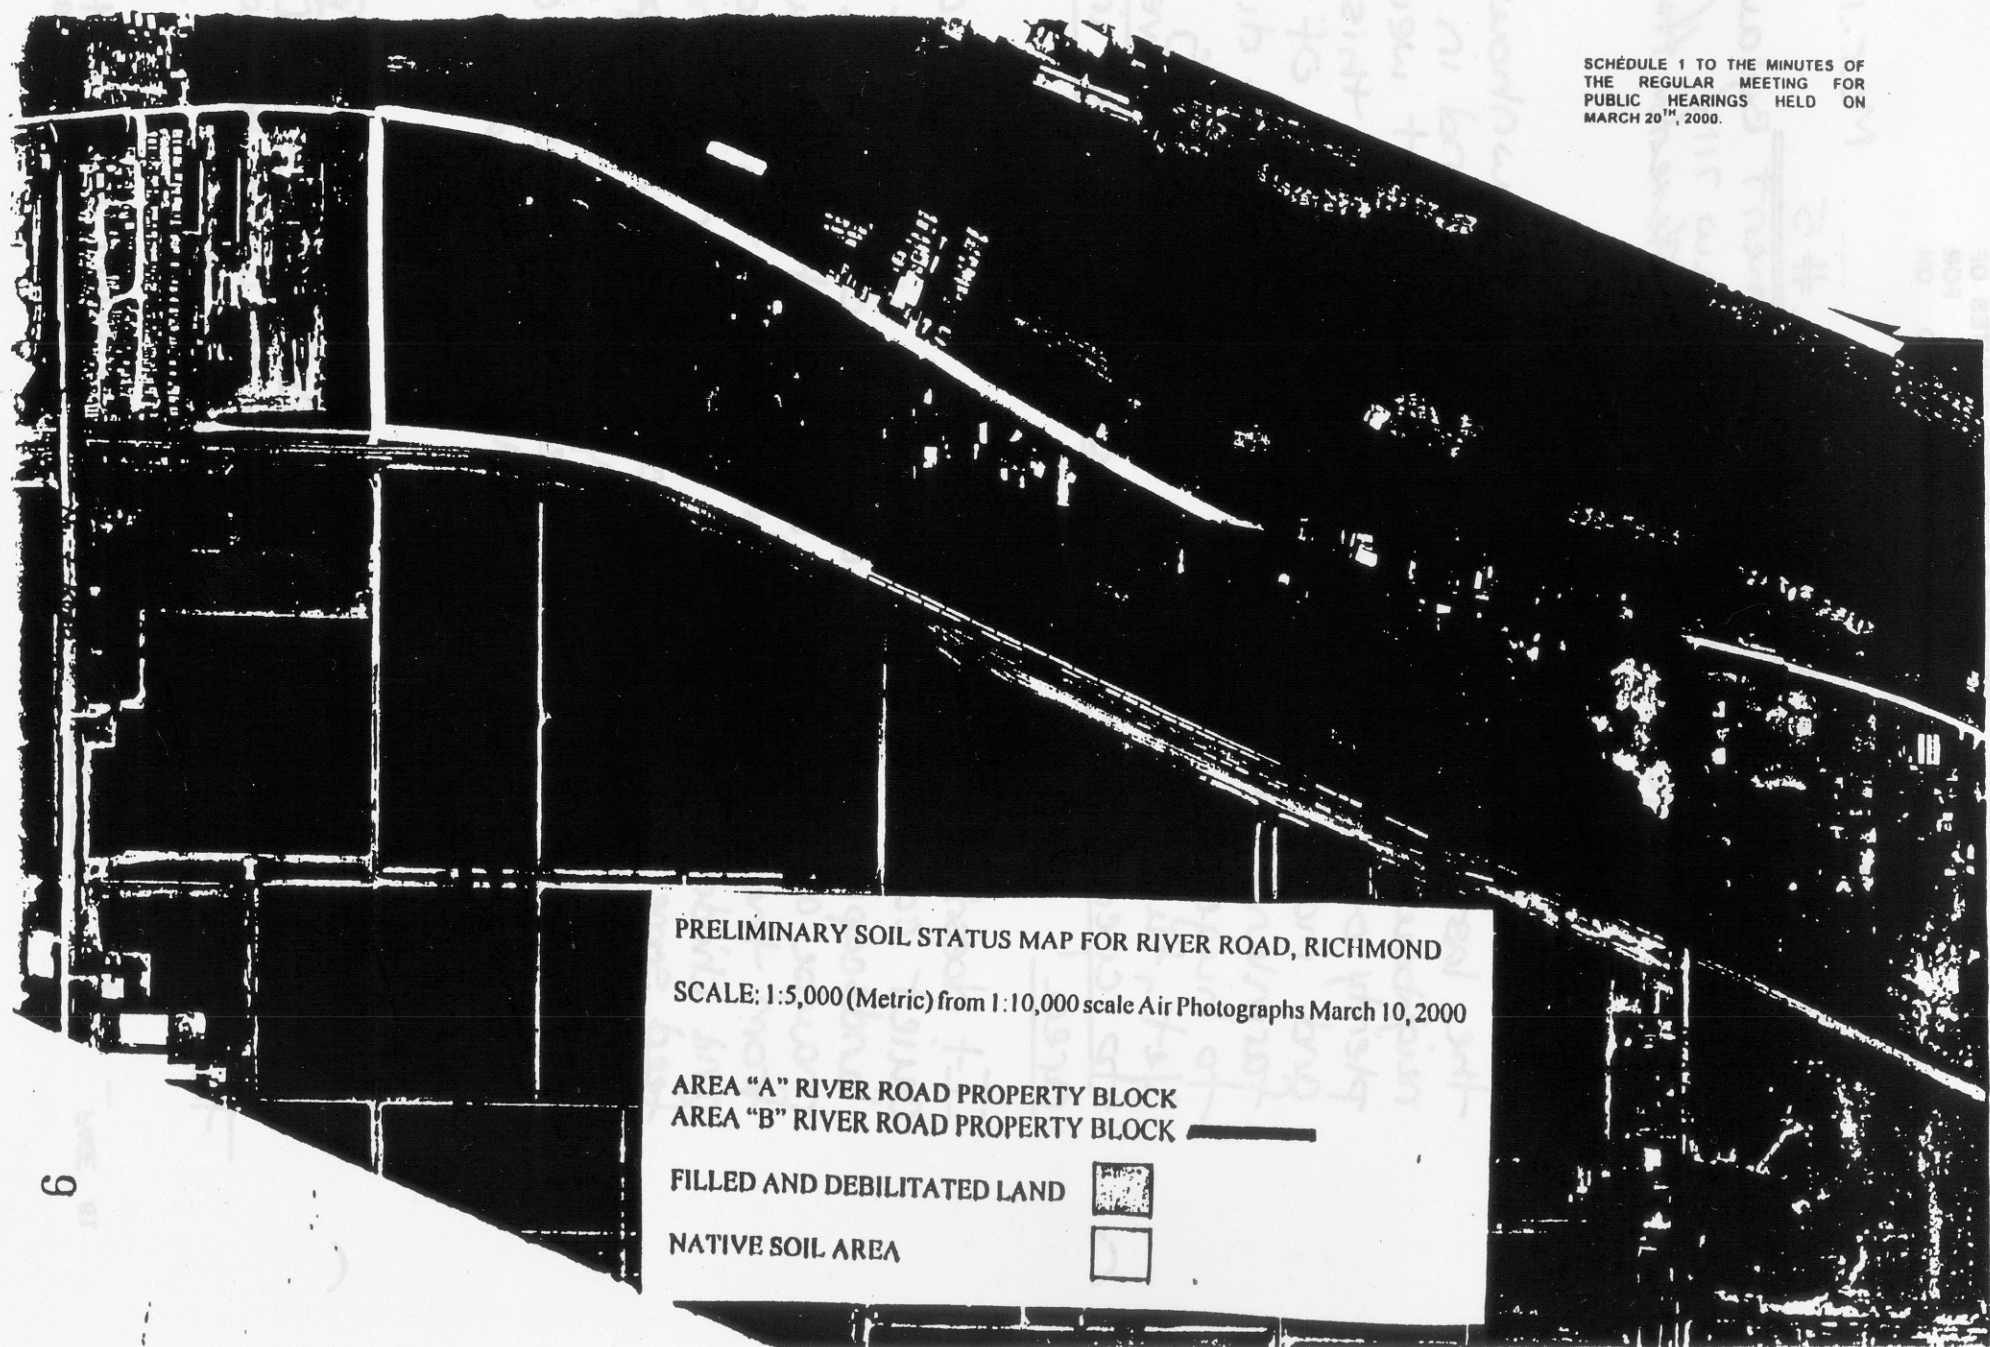 SCHEDULE 1 TO THE MINUTES OF
THE REGULAR MEETING FOR
PUBLIC HEARINGS HELD ON
MARCH 20TH, 2000.
PRELIMINARY SOIL STATUS MAP FOR RIVER ROAD, RICHMOND
SCALE: 1:5,000 (Metric) from 1:10,000 scale Air Photographs March 10, 2000
AREA “A” RIVER ROAD PROPERTY BLOCK
AREA “B” RIVER ROAD PROPERTY BLOCK
FILLED AND DEBILITATED LAND
NATIVE SOIL AREA
9